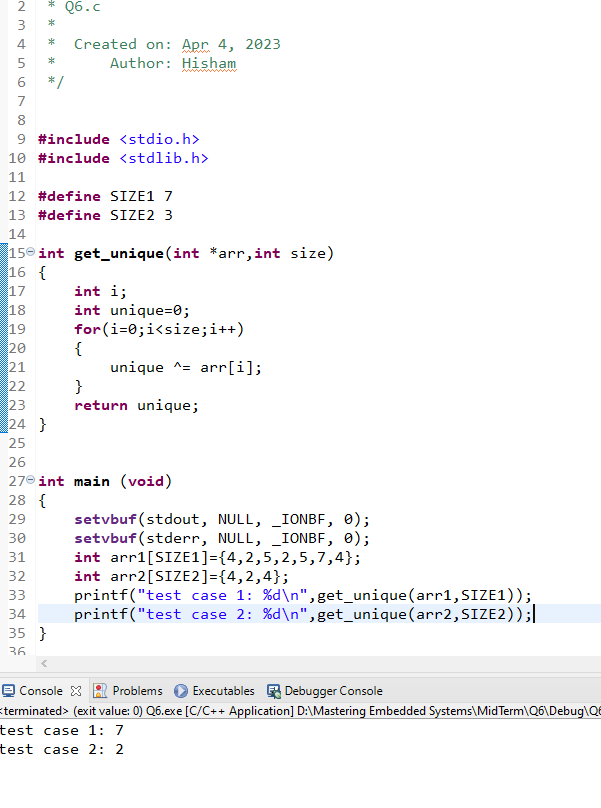 2 * Q6.c
3 *
4 *  Created on: Apr 4, 2023
5 *      Author: Hisham
6 */
7
8
9 #include <stdio.h>
10 #include <stdlib.h>
11
12 #define SIZE1 7
13 #define SIZE2 3
14
15 int get_unique(int *arr,int size)
16 {
17     int i;
18     int unique=0;
19     for(i=0;i<size;i++)
20     {
21         unique ^= arr[i];
22     }
23     return unique;
24 }
25
26
27 int main (void)
28 {
29     setvbuf(stdout, NULL, _IONBF, 0);
30     setvbuf(stderr, NULL, _IONBF, 0);
31     int arr1[SIZE1]={4,2,5,2,5,7,4};
32     int arr2[SIZE2]={4,2,4};
33     printf("test case 1: %d\n",get_unique(arr1,SIZE1));
34     printf("test case 2: %d\n",get_unique(arr2,SIZE2));
35 }
36
Console Problems Executables Debugger Console
<terminated> (exit value: 0) Q6.exe [C/C++ Application] D:\Mastering Embedded Systems\MidTerm\Q6\Debug\Q6
test case 1: 7
test case 2: 2